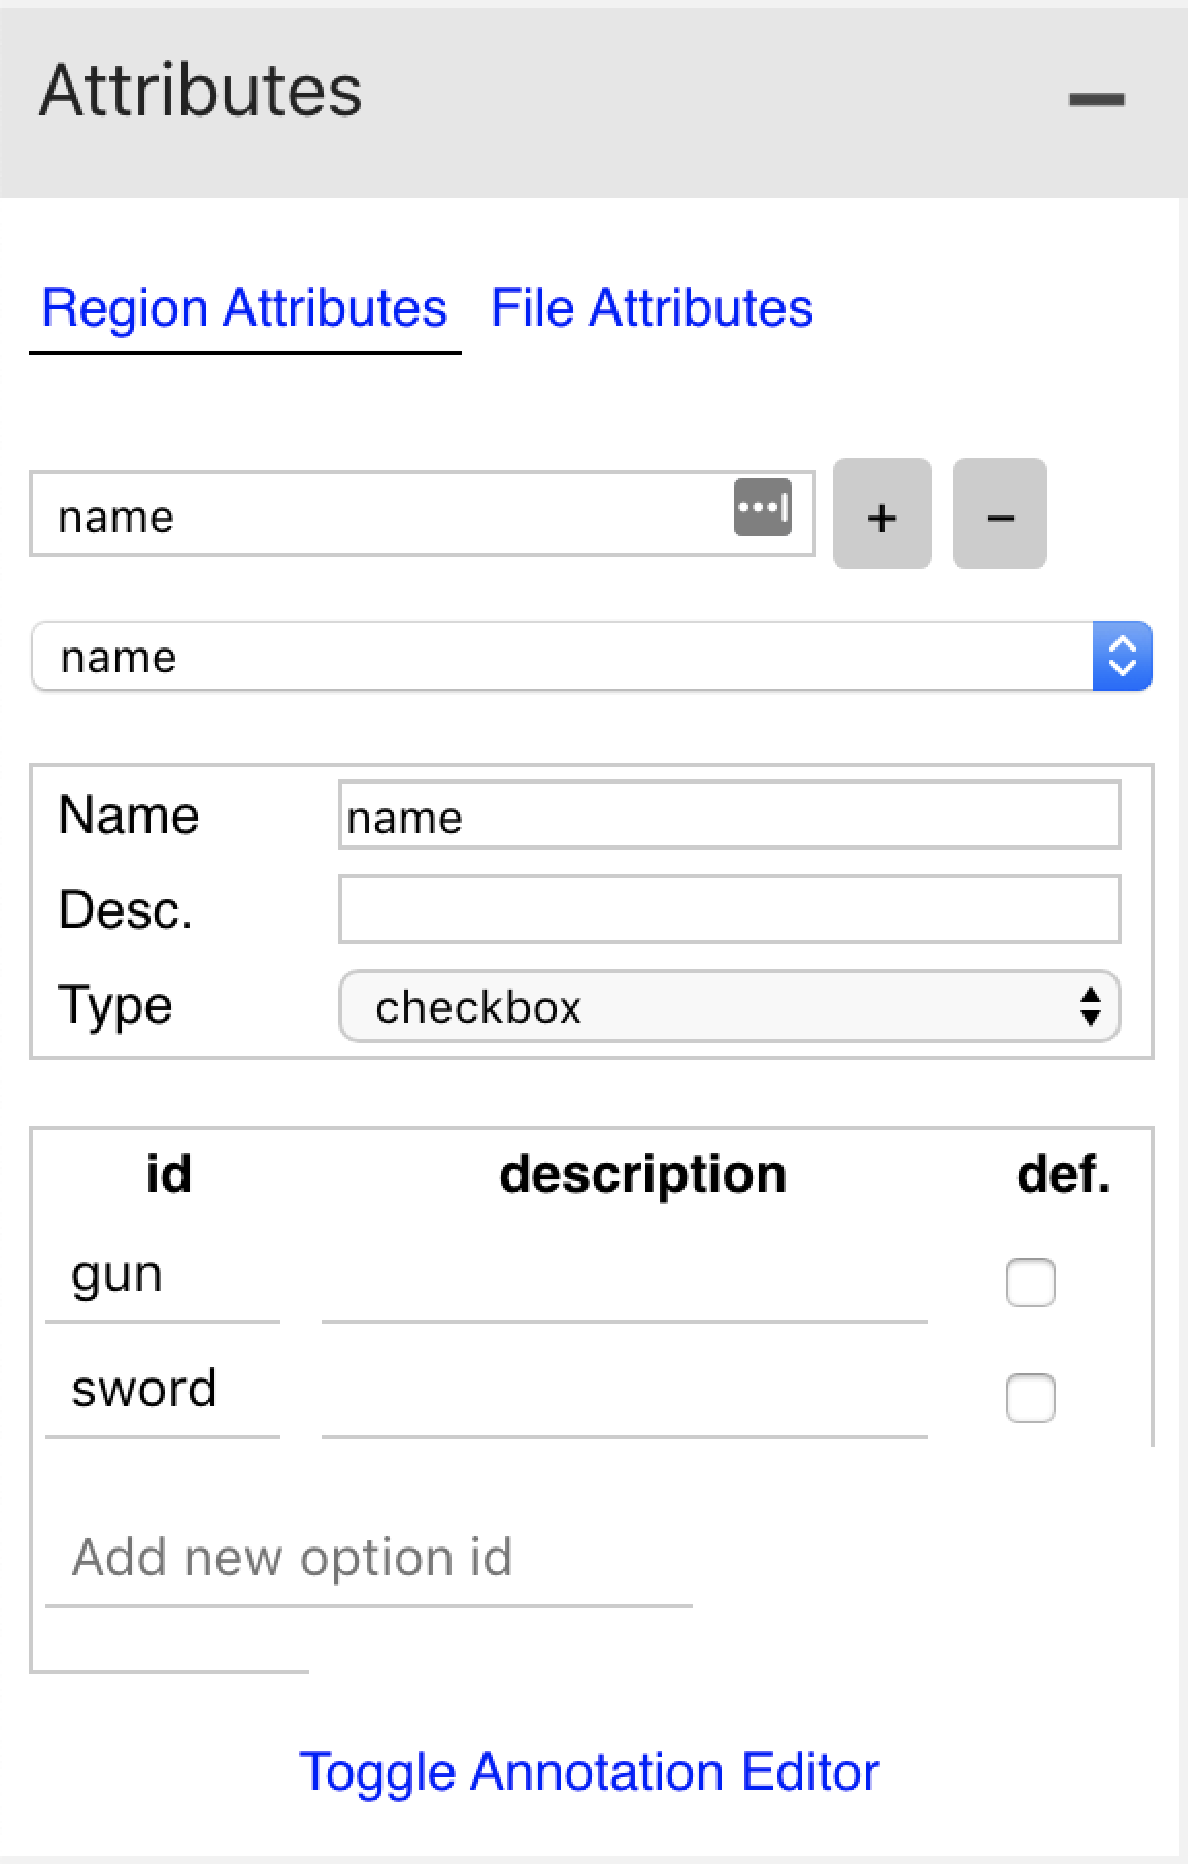 Attributes
Region Attributes File Attributes
name + -
name
Name name
Desc.
Type checkbox
id description def.
gun
sword
Add new option id
Toggle Annotation Editor